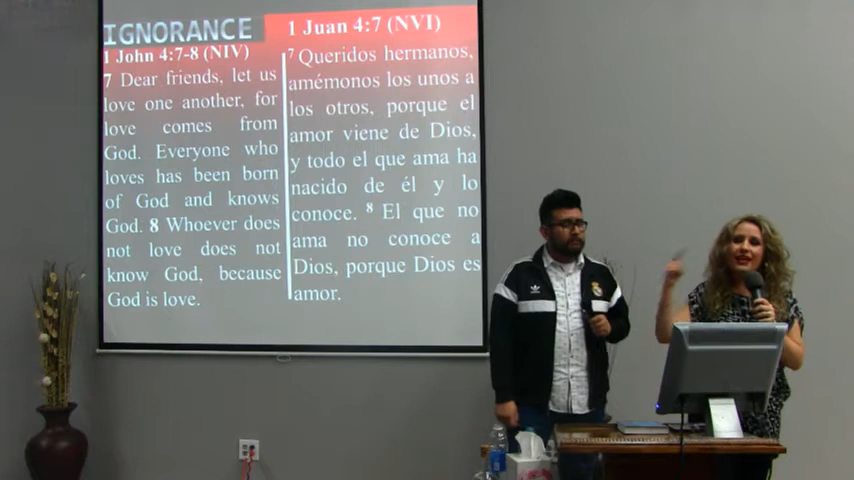 IGNORANCE
1 John 4:7-8 (NIV)
7 Dear friends, let us
love one another, for
love comes from
God. Everyone who
loves has been born
of God and knows
God. 8 Whoever does
not love does not
know God, because
God is love.
1 Juan 4:7 (NVI)
7 Queridos hermanos,
amémonos los unos a
los otros, porque el
amor viene de Dios,
y todo el que ama ha
nacido de él y lo
conoce. 8 El que no
ama no conoce a
Dios, porque Dios es
amor.